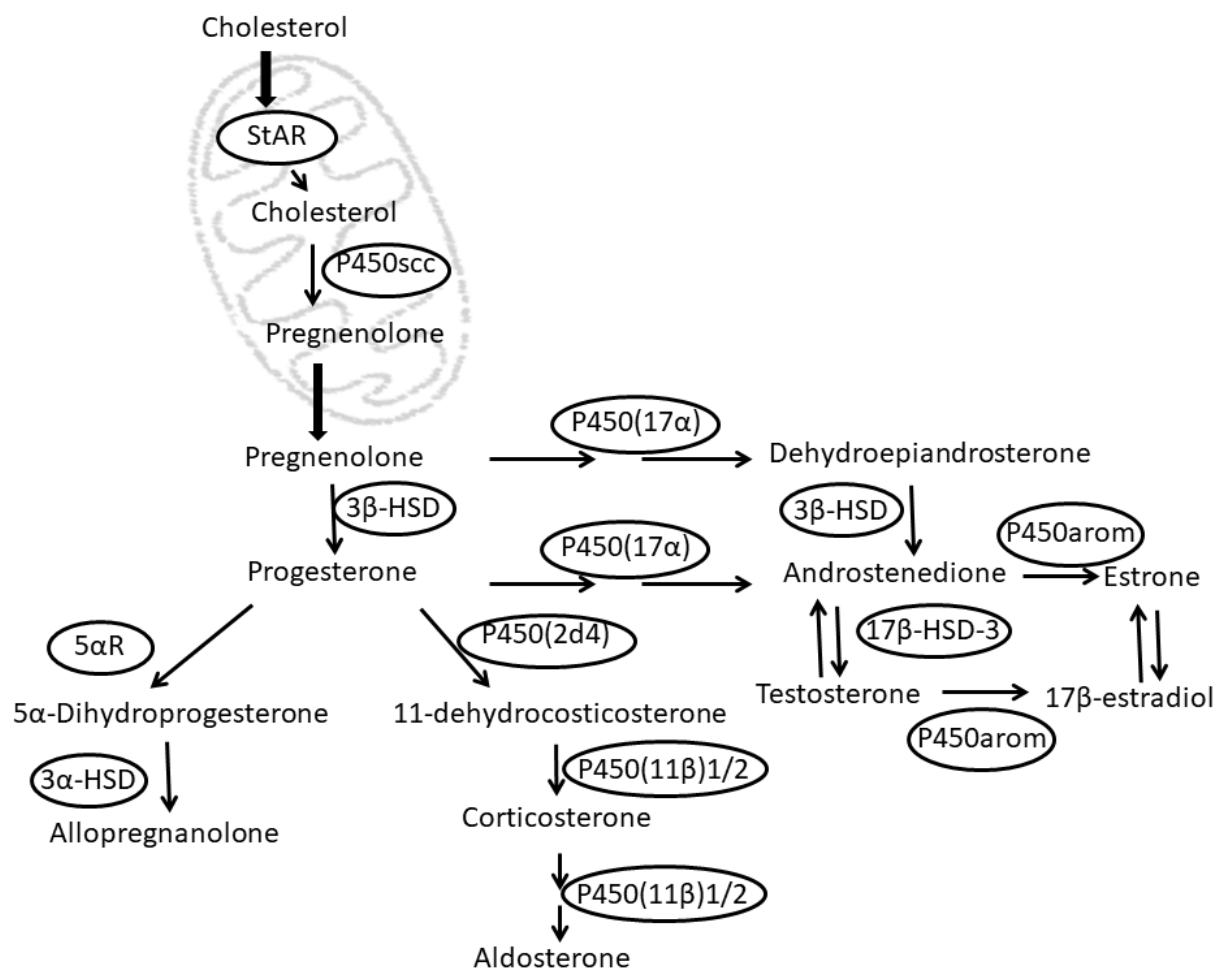 Cholesterol
StAR
Cholesterol
P450scc
Pregnenolone
P450(17α)
Pregnenolone
Dehydroepiandrosterone
3β-HSD
3β-HSD
P450arom
P450(17α)
Progesterone
Androstenedione
Estrone
P450(2d4)
17β-HSD-3
5αR
Testosterone
17β-estradiol
5α-Dihydroprogesterone
11-dehydrocosticosterone
P450arom
3α-HSD
P450(11β)1/2
Corticosterone
Allopregnanolone
P450(11β)1/2
Aldosterone